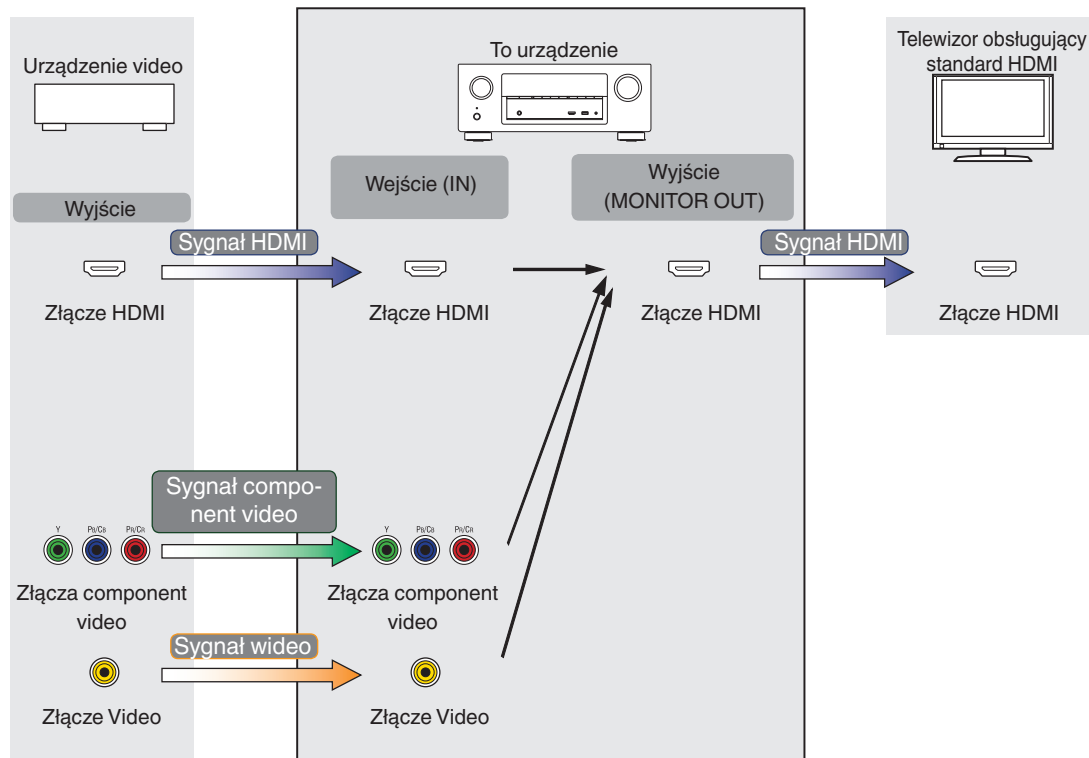 Urządzenie video
To urządzenie
Telewizor obsługujący
standard HDMI
Wyjście
Wejście (IN)
Wyjście
(MONITOR OUT)
Sygnał HDMI
Sygnał HDMI
Złącze HDMI
Złącze HDMI
Złącze HDMI
Złącze HDMI
Sygnał compo-
nent video
Y PB/CB PR/CR
Y PB/CB PR/CR
Złącza component
video
Złącza component
video
Sygnał wideo
Złącze Video
Złącze Video